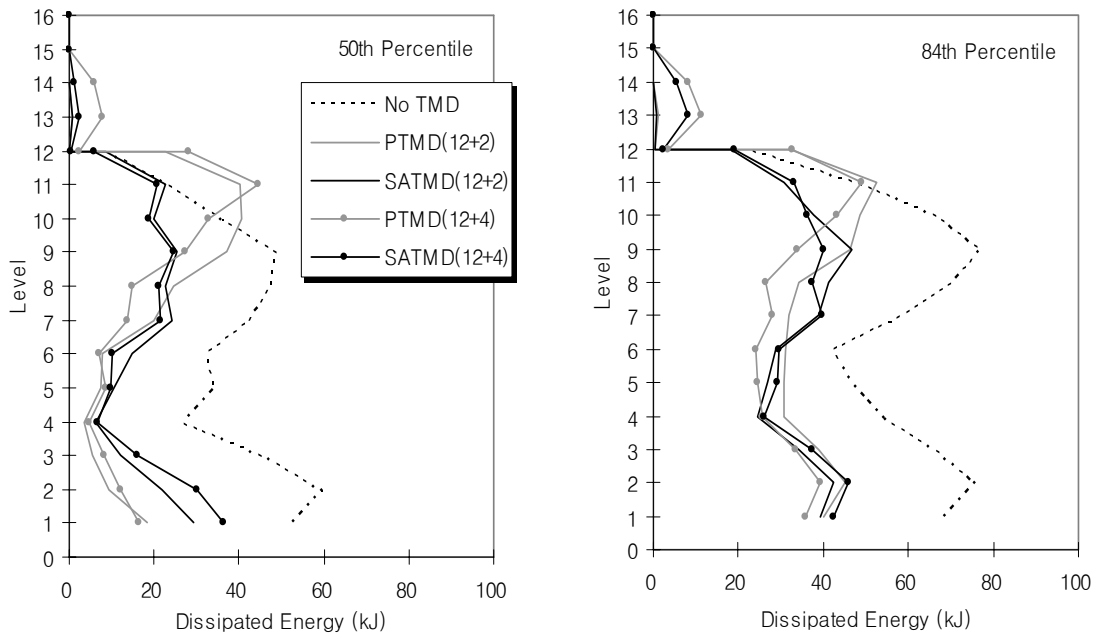 50th Percentile
No TMD
PTMD(12+2)
SATMD(12+2)
PTMD(12+4)
SATMD(12+4)
16
15
14
13
12
11
10
9
8
7
6
5
4
3
2
1
0
Level
0 20 40 60 80 100
Dissipated Energy (kJ)
84th Percentile
16
15
14
13
12
11
10
9
8
7
6
5
4
3
2
1
0
Level
0 20 40 60 80 100
Dissipated Energy (kJ)